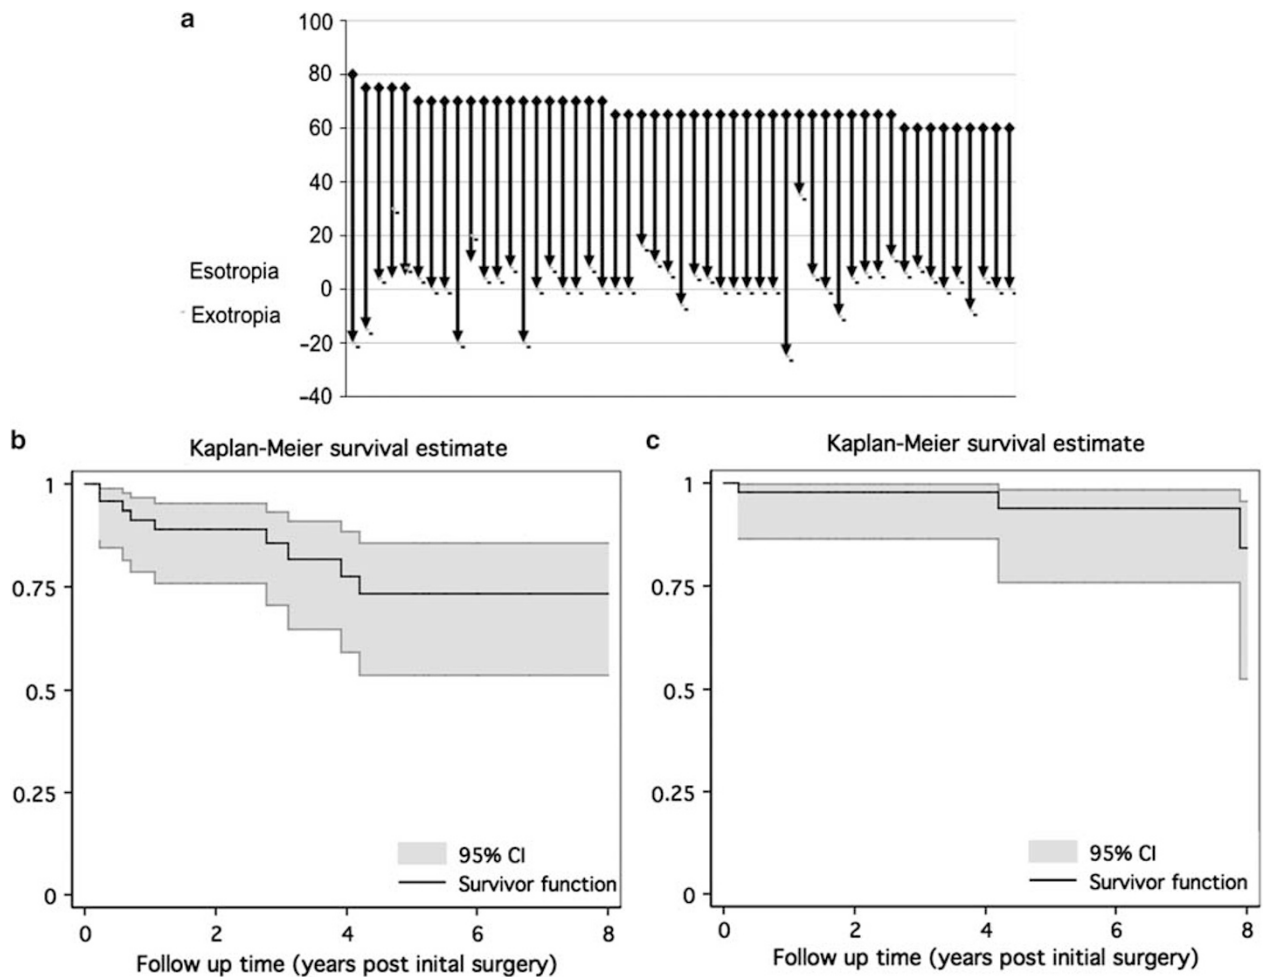 a
100
80
60
40
20
0
-20
-40
Esotropia
Exotropia
b
Kaplan-Meier survival estimate
1
0.75
0.5
0.25
0
95% CI
Survivor function
0 2 4 6 8
Follow up time (years post inital surgery)
c
Kaplan-Meier survival estimate
1
0.75
0.5
0.25
0
95% CI
Survivor function
0 2 4 6 8
Follow up time (years post inital surgery)